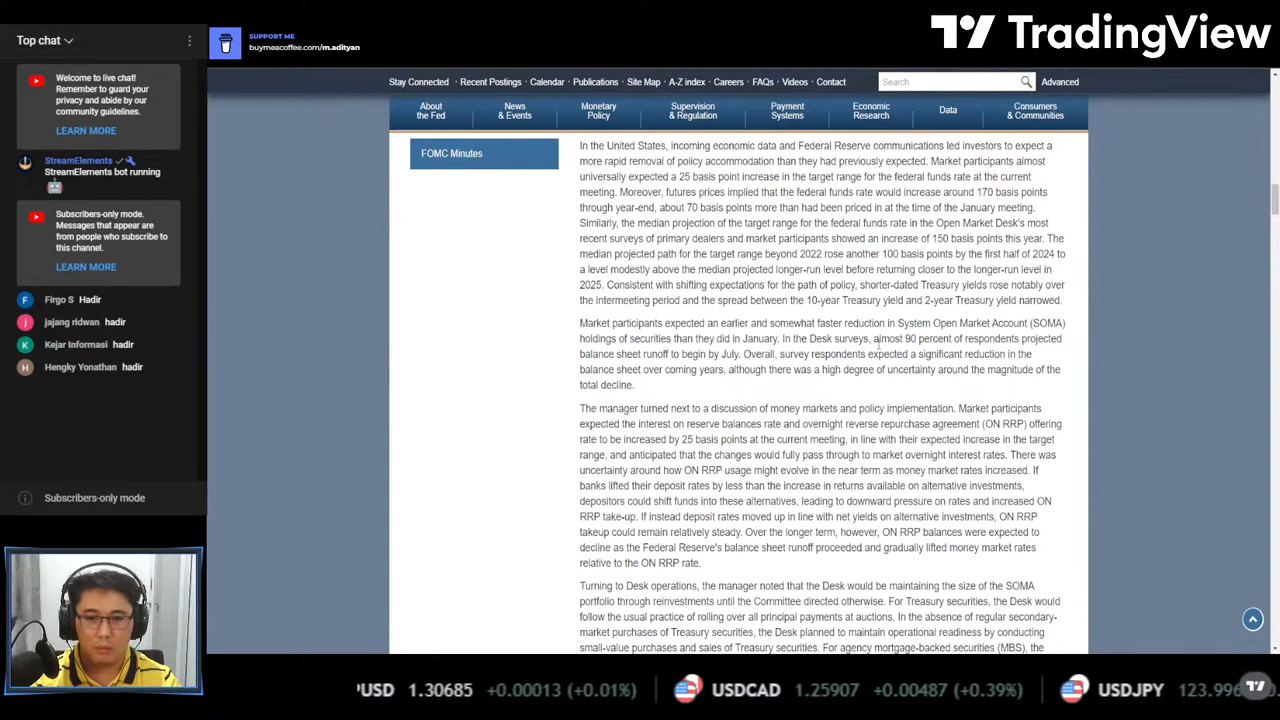 Top chat
SUPPORT ME
buymeacoffee.com/m.adityan
TradingView
Welcome to live chat!
Remember to guard your
privacy and abide by our
community guidelines.
LEARN MORE
StreamElements
StreamElements bot running
Subscribers-only mode.
Messages that appear are
from people who subscribe to
this channel.
LEARN MORE
F Firgo S Hadir
j jajang ridwan hadir
K Kejar Informasi hadir
H Hengky Yonathan hadir
Subscribers-only mode
Stay Connected Recent Postings Calendar Publications Site Map A-Z index Careers FAQs Videos Contact Search Advanced
About
the Fed
News
& Events
Monetary
Policy
Supervision
& Regulation
Payment
Systems
Economic
Research
Data
Consumers
& Communities
FOMC Minutes
In the United States, incoming economic data and Federal Reserve communications led investors to expect a
more rapid removal of policy accommodation than they had previously expected. Market participants almost
universally expected a 25 basis point increase in the target range for the federal funds rate at the current
meeting. Moreover, futures prices implied that the federal funds rate would increase around 170 basis points
through year-end, about 70 basis points more than had been priced in at the time of the January meeting.
Similarly, the median projection of the target range for the federal funds rate in the Open Market Desk's most
recent surveys of primary dealers and market participants showed an increase of 150 basis points this year. The
median projected path for the target range beyond 2022 rose another 100 basis points by the first half of 2024 to
a level modestly above the median projected longer-run level before returning closer to the longer-run level in
2025. Consistent with shifting expectations for the path of policy, shorter-dated Treasury yields rose notably over
the intermeeting period and the spread between the 10-year Treasury yield and 2-year Treasury yield narrowed.
Market participants expected an earlier and somewhat faster reduction in System Open Market Account (SOMA)
holdings of securities than they did in January. In the Desk surveys, almost 90 percent of respondents projected
balance sheet runoff to begin by July. Overall, survey respondents expected a significant reduction in the
balance sheet over coming years, although there was a high degree of uncertainty around the magnitude of the
total decline.
The manager turned next to a discussion of money markets and policy implementation. Market participants
expected the interest on reserve balances rate and overnight reverse repurchase agreement (ON RRP) offering
rate to be increased by 25 basis points at the current meeting, in line with their expected increase in the target
range, and anticipated that the changes would fully pass through to market overnight interest rates. There was
uncertainty around how ON RRP usage might evolve in the near term as money market rates increased. If
banks lifted their deposit rates by less than the increase in returns available on alternative investments,
depositors could shift funds into these alternatives, leading to downward pressure on rates and increased ON
RRP take-up. If instead deposit rates moved up in line with net yields on alternative investments, ON RRP
takeup could remain relatively steady. Over the longer term, however, ON RRP balances were expected to
decline as the Federal Reserve's balance sheet runoff proceeded and gradually lifted money market rates
relative to the ON RRP rate.
Turning to Desk operations, the manager noted that the Desk would be maintaining the size of the SOMA
portfolio through reinvestments until the Committee directed otherwise. For Treasury securities, the Desk would
follow the usual practice of rolling over all principal payments at auctions. In the absence of regular secondary-
market purchases of Treasury securities, the Desk planned to maintain operational readiness by conducting
small-value purchases and sales of Treasury securities. For agency mortgage-backed securities (MBS), the
PUSD 1.30685 +0.00013 (+0.01%) USDCAD 1.25907 +0.00487 (+0.39%) USDJPY 123.99